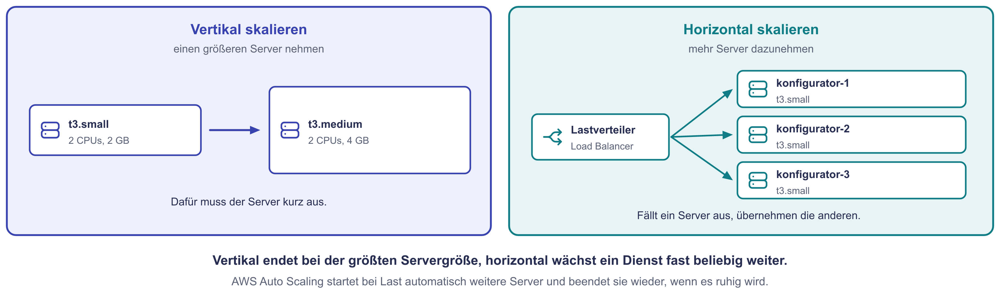 Vertikal skalieren
einen größeren Server nehmen
t3.small
2 CPUs, 2 GB
t3.medium
2 CPUs, 4 GB
Dafür muss der Server kurz aus.
Horizontal skalieren
mehr Server dazunehmen
Lastverteiler
Load Balancer
konfigurator-1
t3.small
konfigurator-2
t3.small
konfigurator-3
t3.small
Fällt ein Server aus, übernehmen die anderen.
Vertikal endet bei der größten Servergröße, horizontal wächst ein Dienst fast beliebig weiter.
AWS Auto Scaling startet bei Last automatisch weitere Server und beendet sie wieder, wenn es ruhig wird.